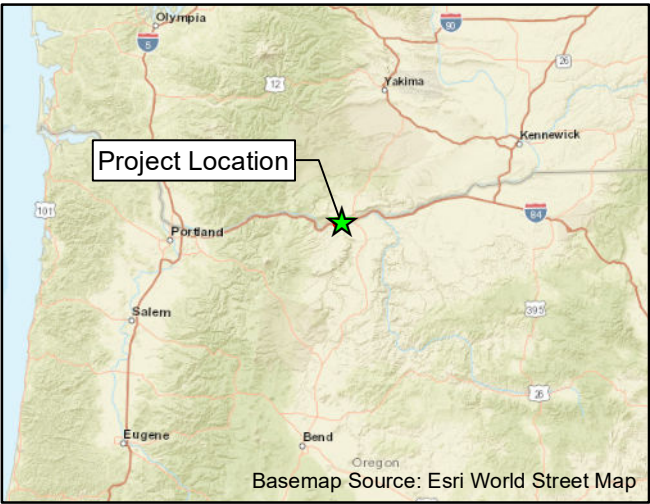 Olympia
5
90
12
26
Yakima
Kennewick
Project Location
101
84
Portland
Salem
395
26
Eugene
Bend
Oregon
Basemap Source: Esri World Street Map